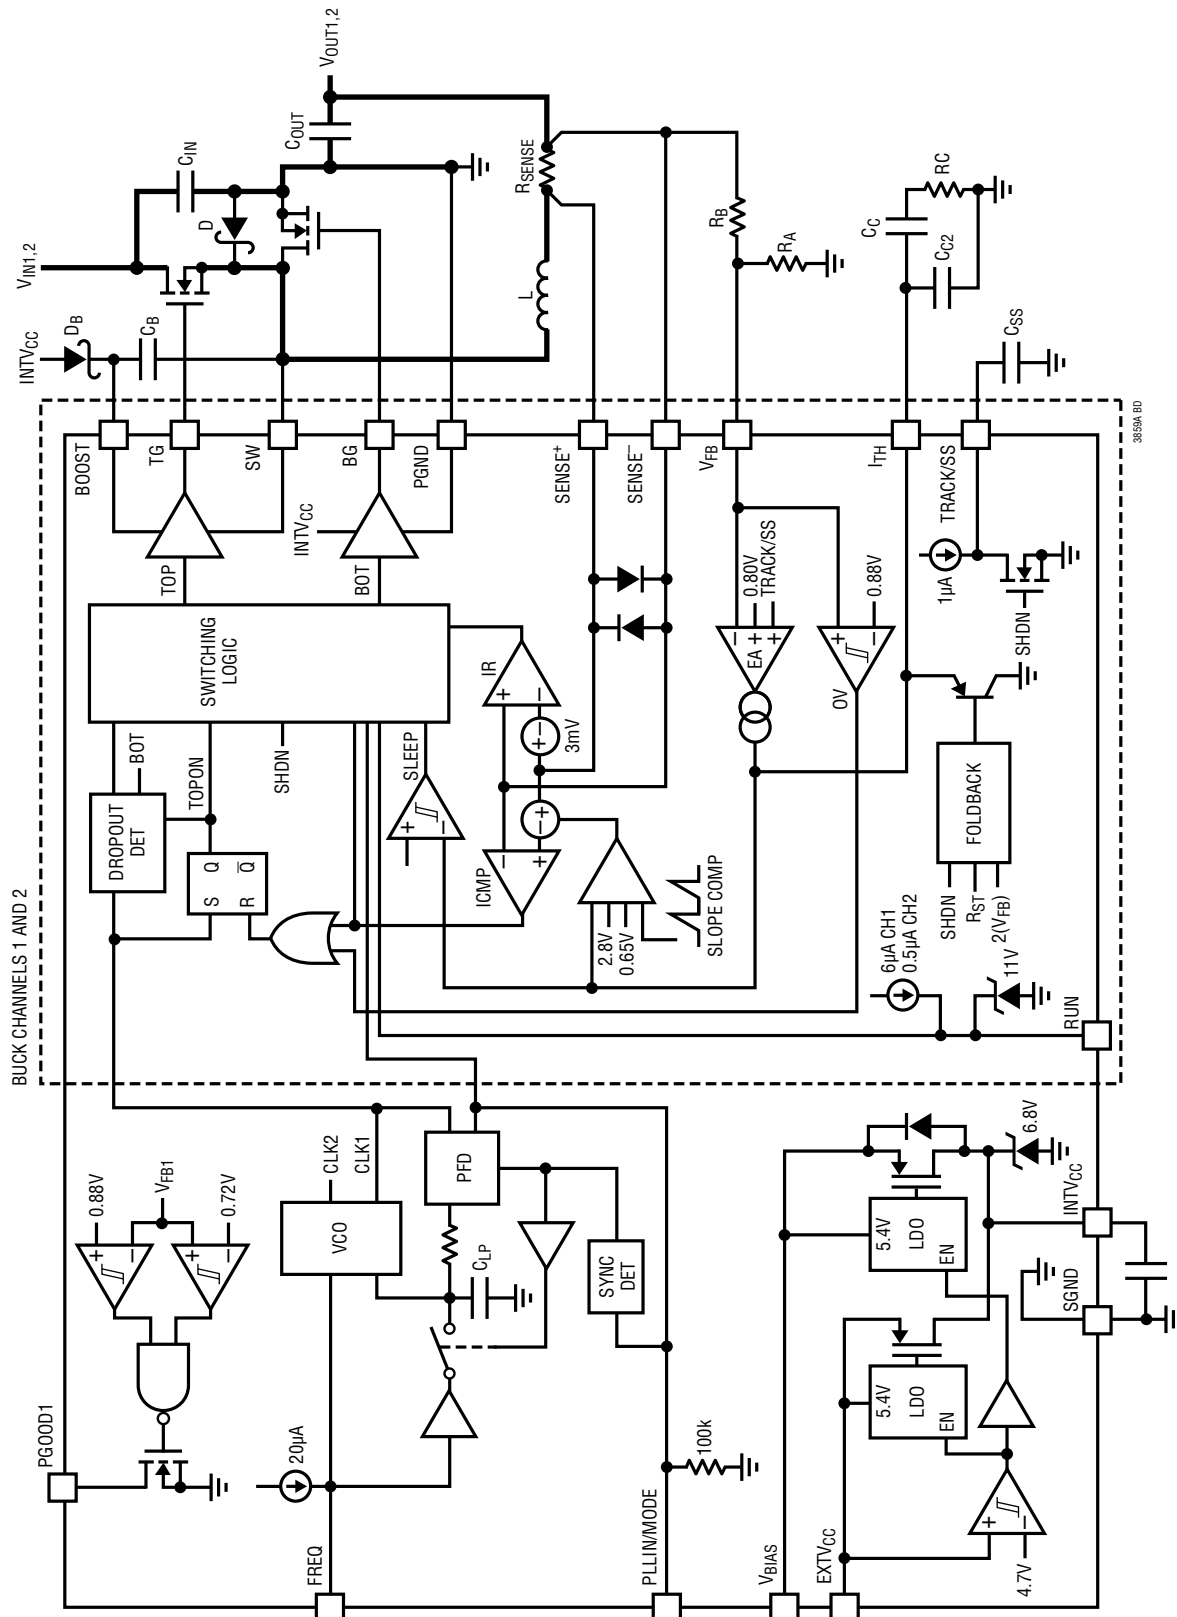 BUCK CHANNELS 1 AND 2
PGOOD1
0.88V
VFB1
0.72V
FREQ
20µA
VCO
CLK2
CLK1
PFD
CLP
SYNC
DET
PLLIN/MODE
100k
VBIAS
EXTVCC
4.7V
5.4V
LDO
EN
5.4V
LDO
EN
6.8V
INTVCC
SGND
RUN
11V
6µA CH1
0.5µA CH2
DROPOUT
DET
BOT
TOPON
S Q
R Q̅
SHDN
SWITCHING
LOGIC
TOP
BOT
INTVCC
SLEEP
+
–
ICMP
–
+
IR
+
–
3mV
+ –
– +
2.8V
0.65V
SLOPE COMP
EA
–
+
+
0.80V
TRACK/SS
OV
+
–
0.88V
SHDN
RST
2(VFB)
FOLDBACK
1µA
SHDN
BOOST
TG
SW
BG
PGND
SENSE+
SENSE–
VFB
ITH
TRACK/SS
INTVCC
DB
CB
VIN1,2
CIN
D
COUT
VOUT1,2
RSENSE
L
RB
RA
CC
RC
CC2
CSS
3859A BD